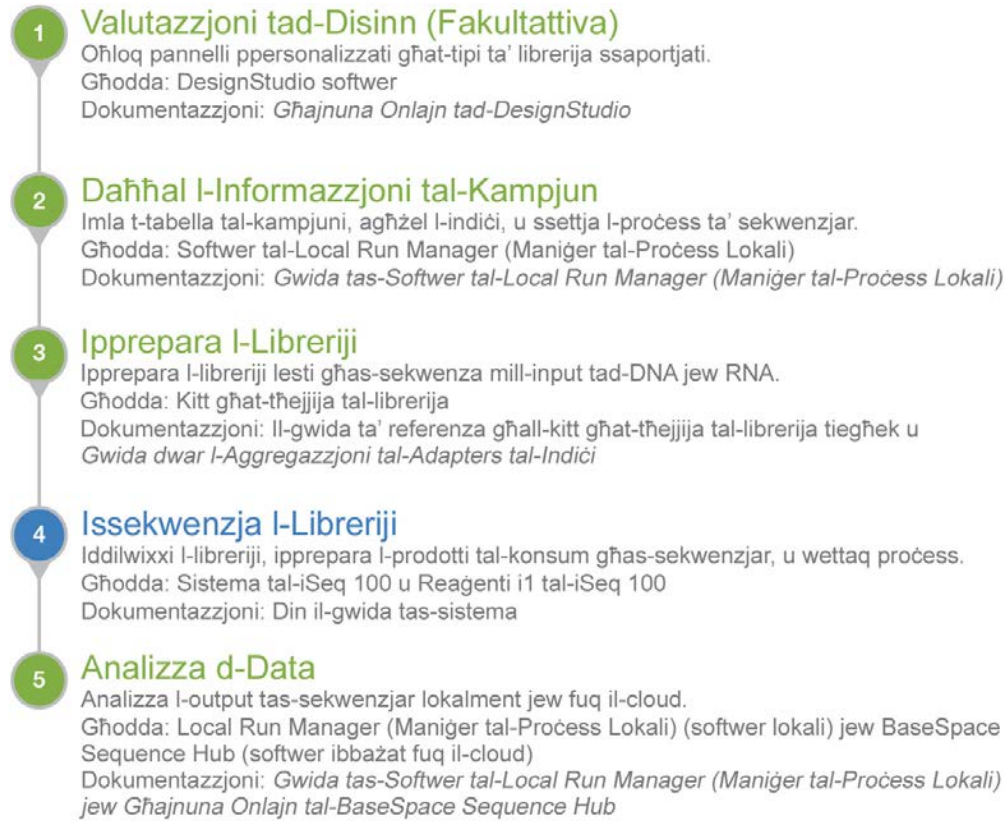 1 Valutazzjoni tad-Disinn (Fakultattiva)
Oħloq pannelli ppersonalizzati għat-tipi ta’ librerija ssaportjati.
Għodda: DesignStudio softwer
Dokumentazzjoni: Għajnuna Onlajn tad-DesignStudio
2 Daħħal l-Informazzjoni tal-Kampjun
Imla t-tabella tal-kampjuni, agħżel l-indiċi, u ssettja l-proċess ta’ sekwenzjar.
Għodda: Softwer tal-Local Run Manager (Maniġer tal-Proċess Lokali)
Dokumentazzjoni: Gwida tas-Softwer tal-Local Run Manager (Maniġer tal-Proċess Lokali)
3 Ipprepara l-Libreriji
Ipprepara l-libreriji lesti għas-sekwenza mill-input tad-DNA jew RNA.
Għodda: Kitt għat-tħejjija tal-librerija
Dokumentazzjoni: Il-gwida ta’ referenza għall-kitt għat-tħejjija tal-librerija tiegħek u
Gwida dwar l-Aggregazzjoni tal-Adapters tal-Indiċi
4 Issekwenzja l-Libreriji
Iddilwixxi l-libreriji, ipprepara l-prodotti tal-konsum għas-sekwenzjar, u wettaq proċess.
Għodda: Sistema tal-iSeq 100 u Reaġenti i1 tal-iSeq 100
Dokumentazzjoni: Din il-gwida tas-sistema
5 Analizza d-Data
Analizza l-output tas-sekwenzjar lokalment jew fuq il-cloud.
Għodda: Local Run Manager (Maniġer tal-Proċess Lokali) (softwer lokali) jew BaseSpace
Sequence Hub (softwer ibbażat fuq il-cloud)
Dokumentazzjoni: Gwida tas-Softwer tal-Local Run Manager (Maniġer tal-Proċess Lokali)
jew Għajnuna Onlajn tal-BaseSpace Sequence Hub